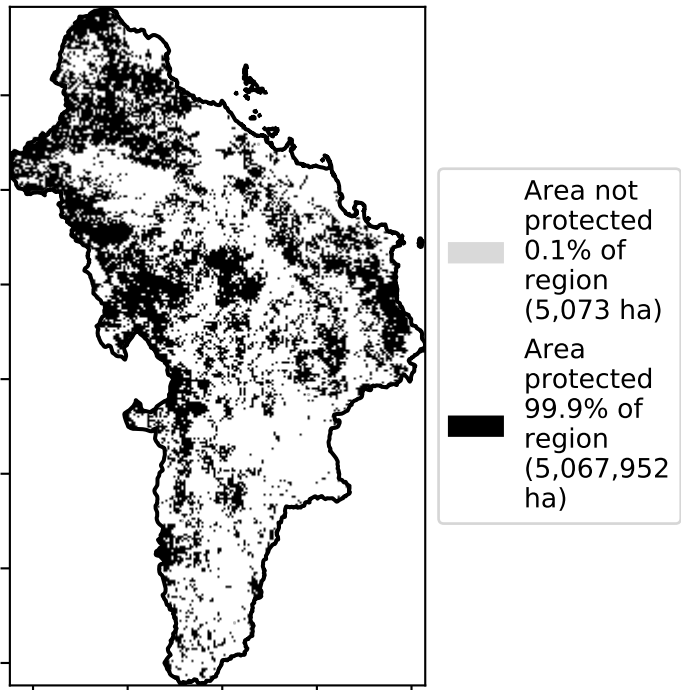 Area not
protected
0.1% of
region
(5,073 ha)
Area
protected
99.9% of
region
(5,067,952
ha)